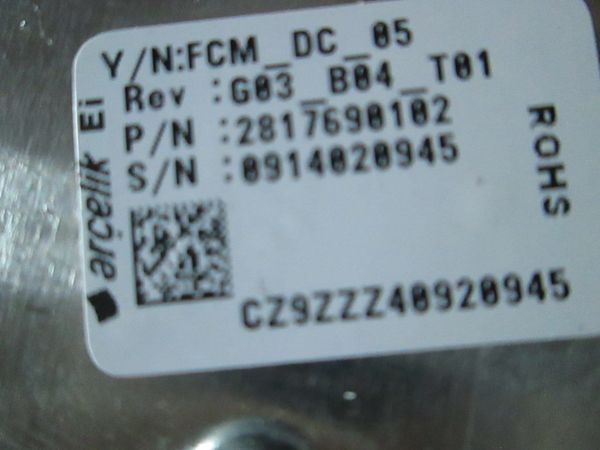 Y/N:FCM_DC_05
Rev :G03_B04_T01
P/N :2817690102
S/N :0914020945
arçelik Ei
ROHS
CZ9ZZZ40920945